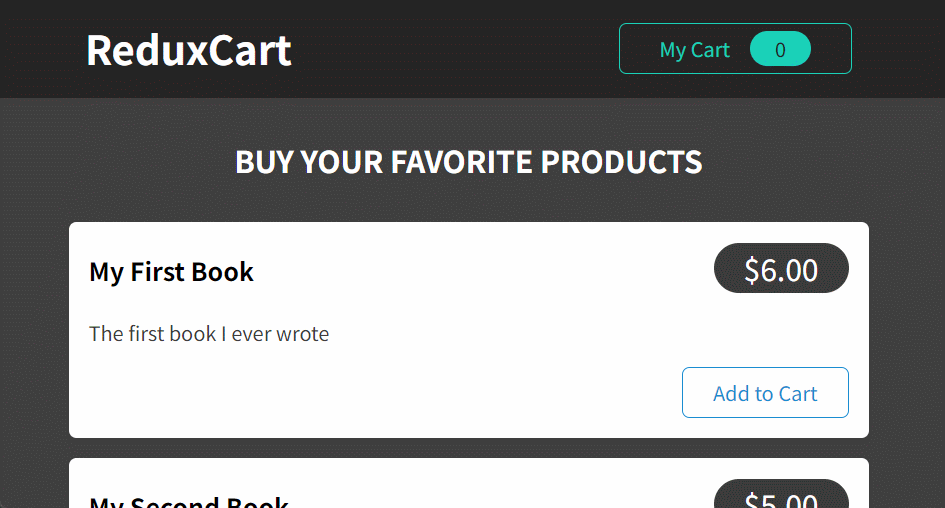 ReduxCart
My Cart 0
BUY YOUR FAVORITE PRODUCTS
My First Book
$6.00
The first book I ever wrote
Add to Cart
My Second Book
$5.00